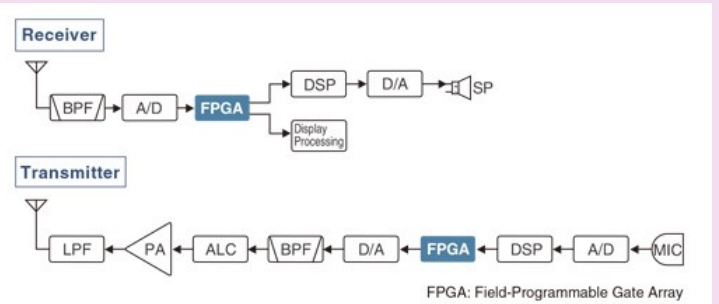 Receiver
BPF A/D FPGA DSP D/A SP
Display
Processing
Transmitter
LPF PA ALC BPF D/A FPGA DSP A/D MIC
FPGA: Field-Programmable Gate Array